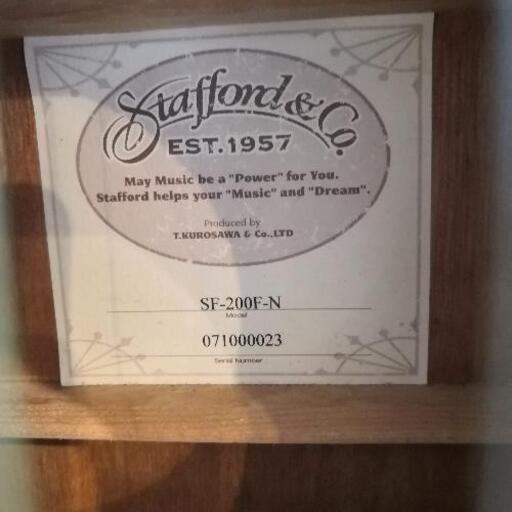 Stafford & Co.
EST.1957
May Music be a "Power" for You.
Stafford helps your "Music" and "Dream".
Produced by
T.KUROSAWA & Co.,LTD
SF-200F-N
Model
071000023
Serial Number